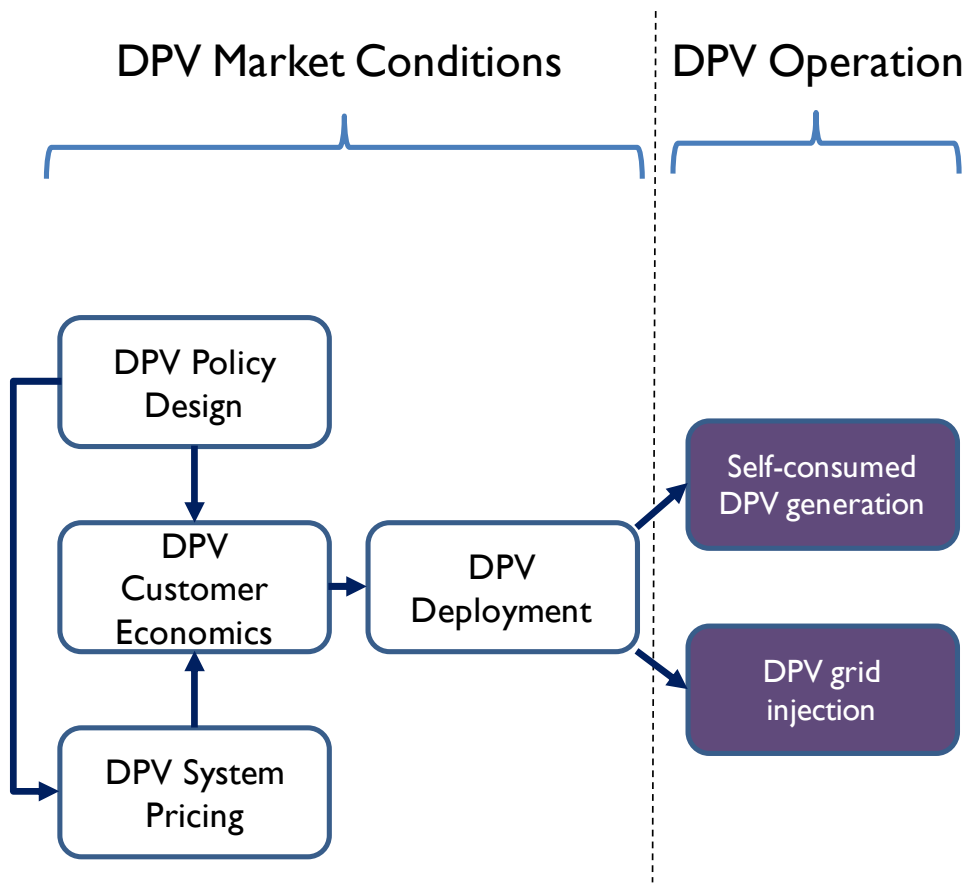 DPV Market Conditions
DPV Operation
DPV Policy
Design
DPV
Customer
Economics
DPV System
Pricing
DPV
Deployment
Self-consumed
DPV generation
DPV grid
injection